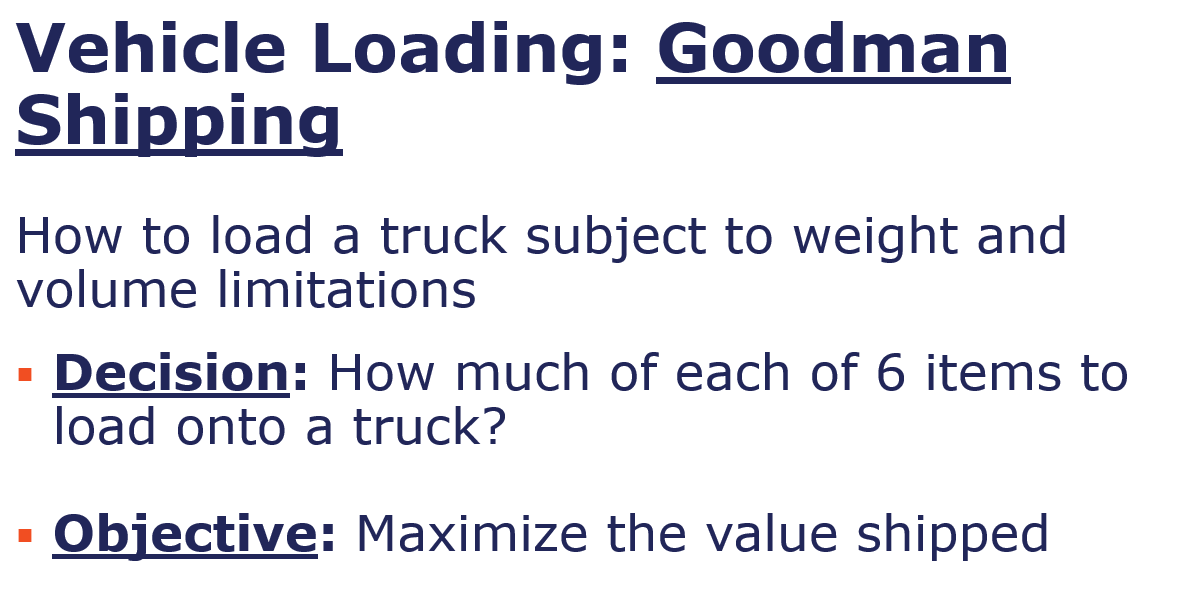 Vehicle Loading: Goodman
Shipping
How to load a truck subject to weight and
volume limitations
▪ Decision: How much of each of 6 items to
load onto a truck?
▪ Objective: Maximize the value shipped